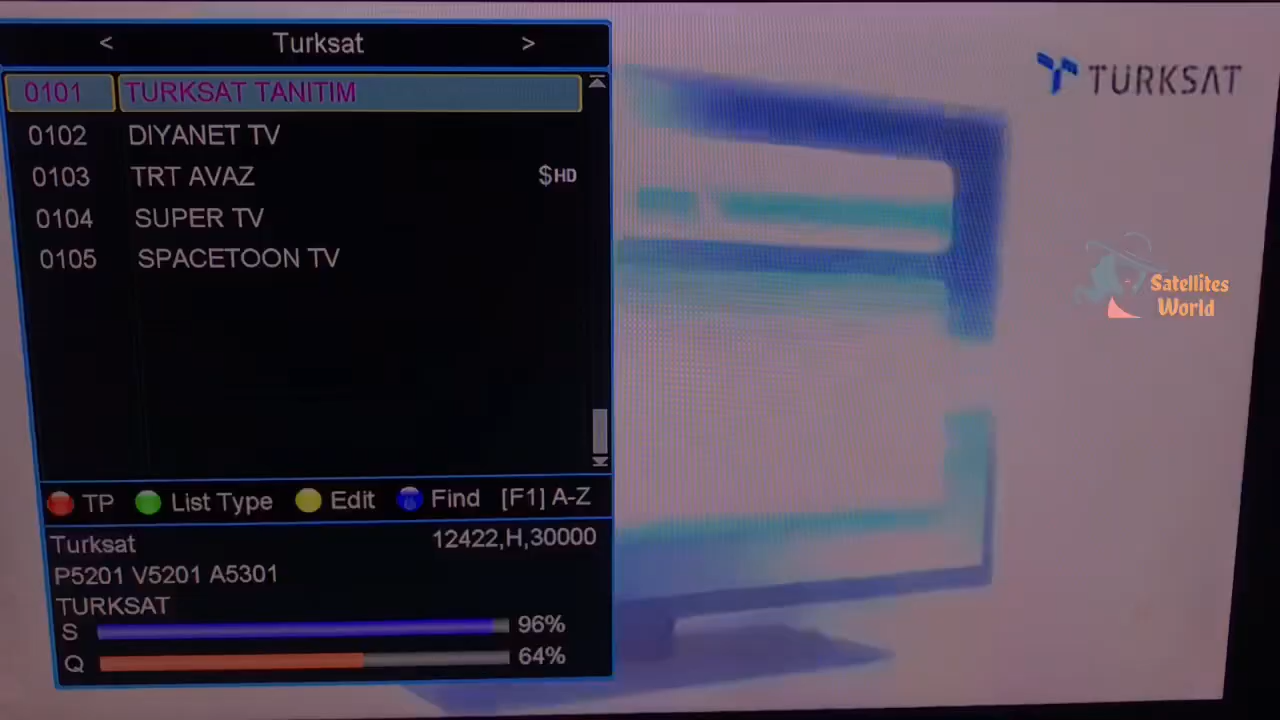 < Turksat >
0101 TURKSAT TANITIM
0102 DIYANET TV
0103 TRT AVAZ $HD
0104 SUPER TV
0105 SPACETOON TV
TP List Type Edit Find [F1] A-Z
Turksat 12422,H,30000
P5201 V5201 A5301
TURKSAT
S 96%
Q 64%
TURKSAT
Satellites
World